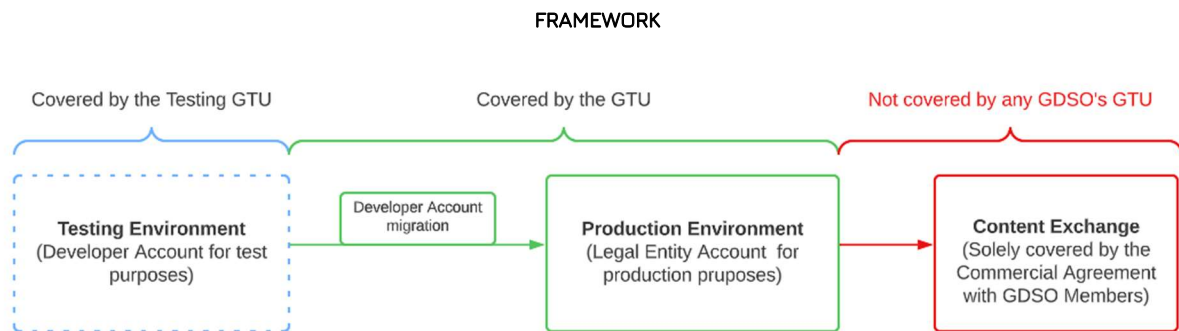 FRAMEWORK
Covered by the Testing GTU
Covered by the GTU
Not covered by any GDSO's GTU
Testing Environment
(Developer Account for test
purposes)
Developer Account
migration
Production Environment
(Legal Entity Account for
production pruposes)
Content Exchange
(Solely covered by the
Commercial Agreement
with GDSO Members)